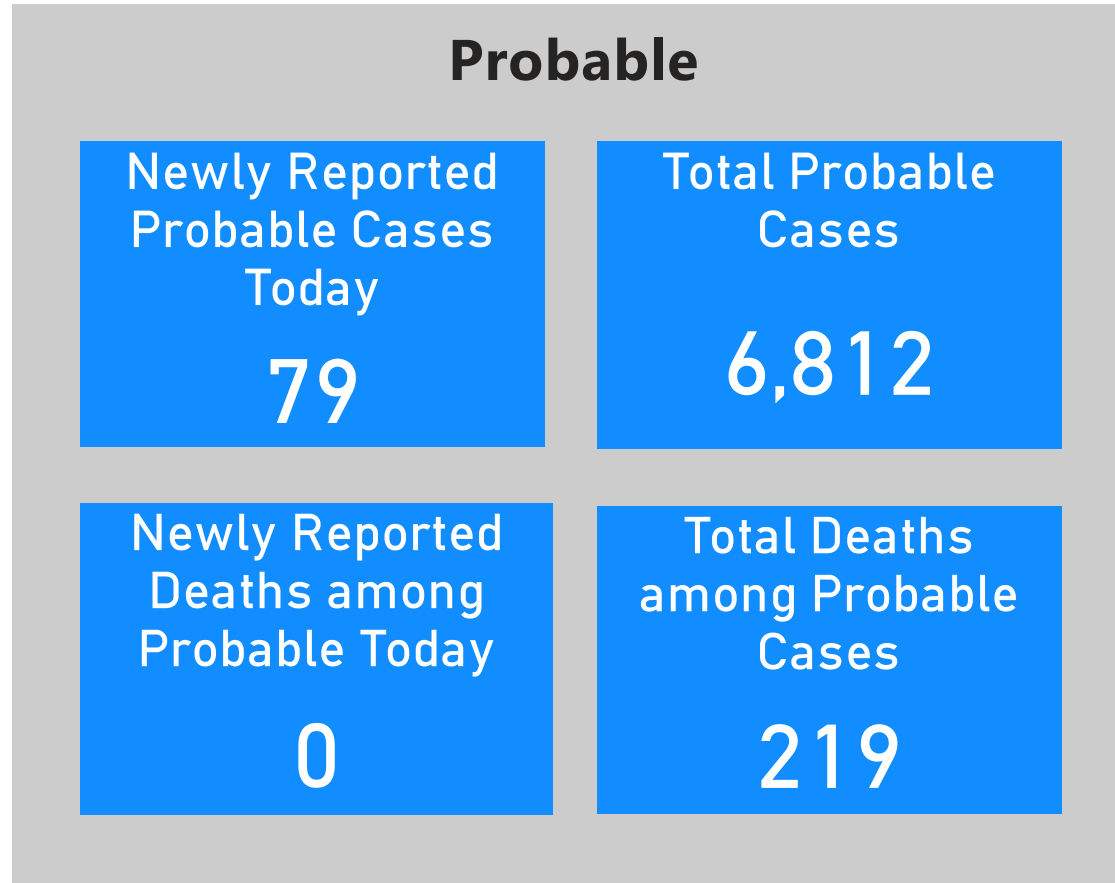 Probable
Newly Reported
Probable Cases
Today
79
Total Probable
Cases
6,812
Newly Reported
Deaths among
Probable Today
0
Total Deaths
among Probable
Cases
219